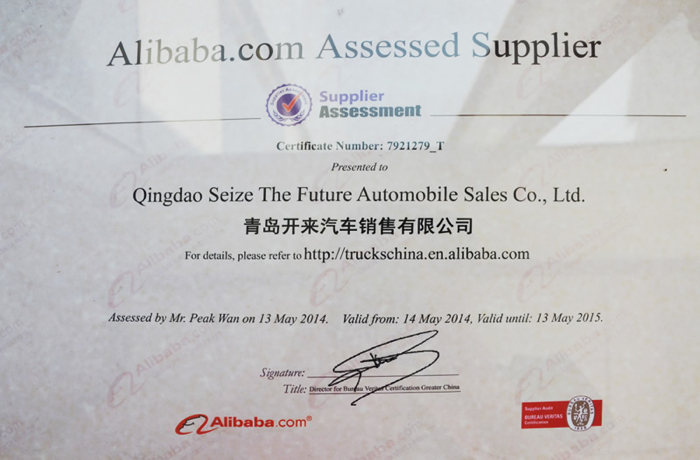 Alibaba.com Assessed Supplier
Supplier Assessment
Supplier
Assessment
Certificate Number: 7921279_T
Presented to
Qingdao Seize The Future Automobile Sales Co., Ltd.
青岛开来汽车销售有限公司
For details, please refer to http://truckschina.en.alibaba.com
Assessed by Mr. Peak Wan on 13 May 2014. Valid from: 14 May 2014, Valid until: 13 May 2015.
Signature:
Title: Director for Bureau Veritas Certification Greater China
Alibaba.com®
Supplier Audit
BUREAU VERITAS
Certification